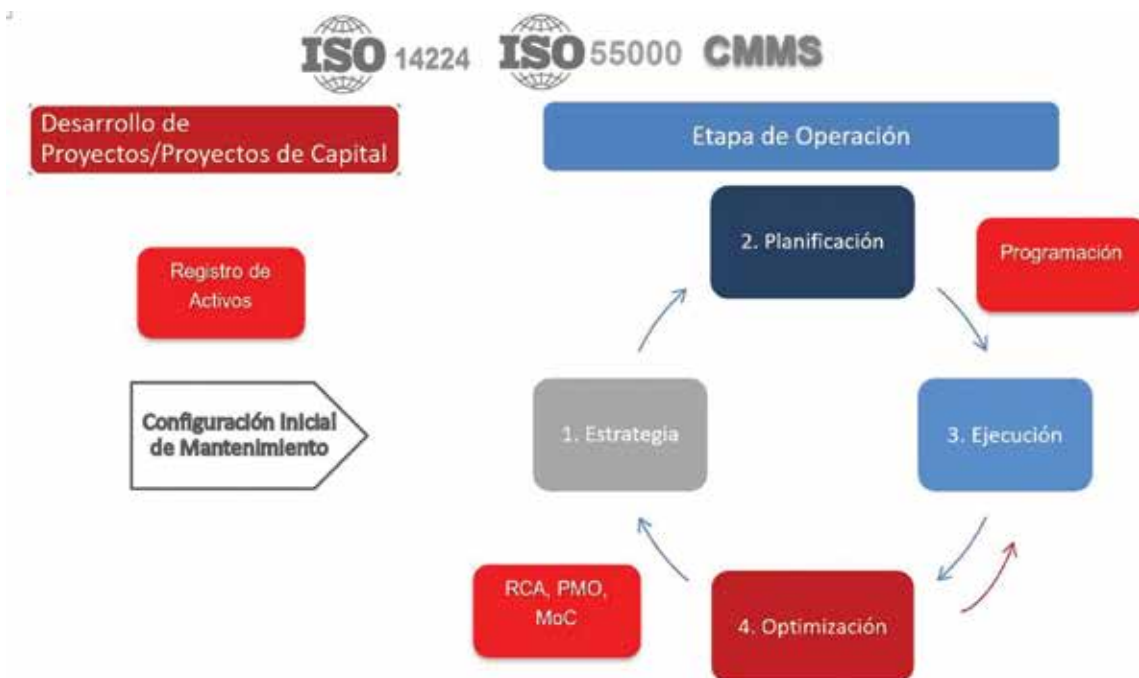 ISO 14224 ISO 55000 CMMS
Desarrollo de
Proyectos/Proyectos de Capital
Etapa de Operación
2. Planificación
Programación
Registro de
Activos
Configuración Inicial
de Mantenimiento
1. Estrategia
3. Ejecución
RCA, PMO,
MoC
4. Optimización